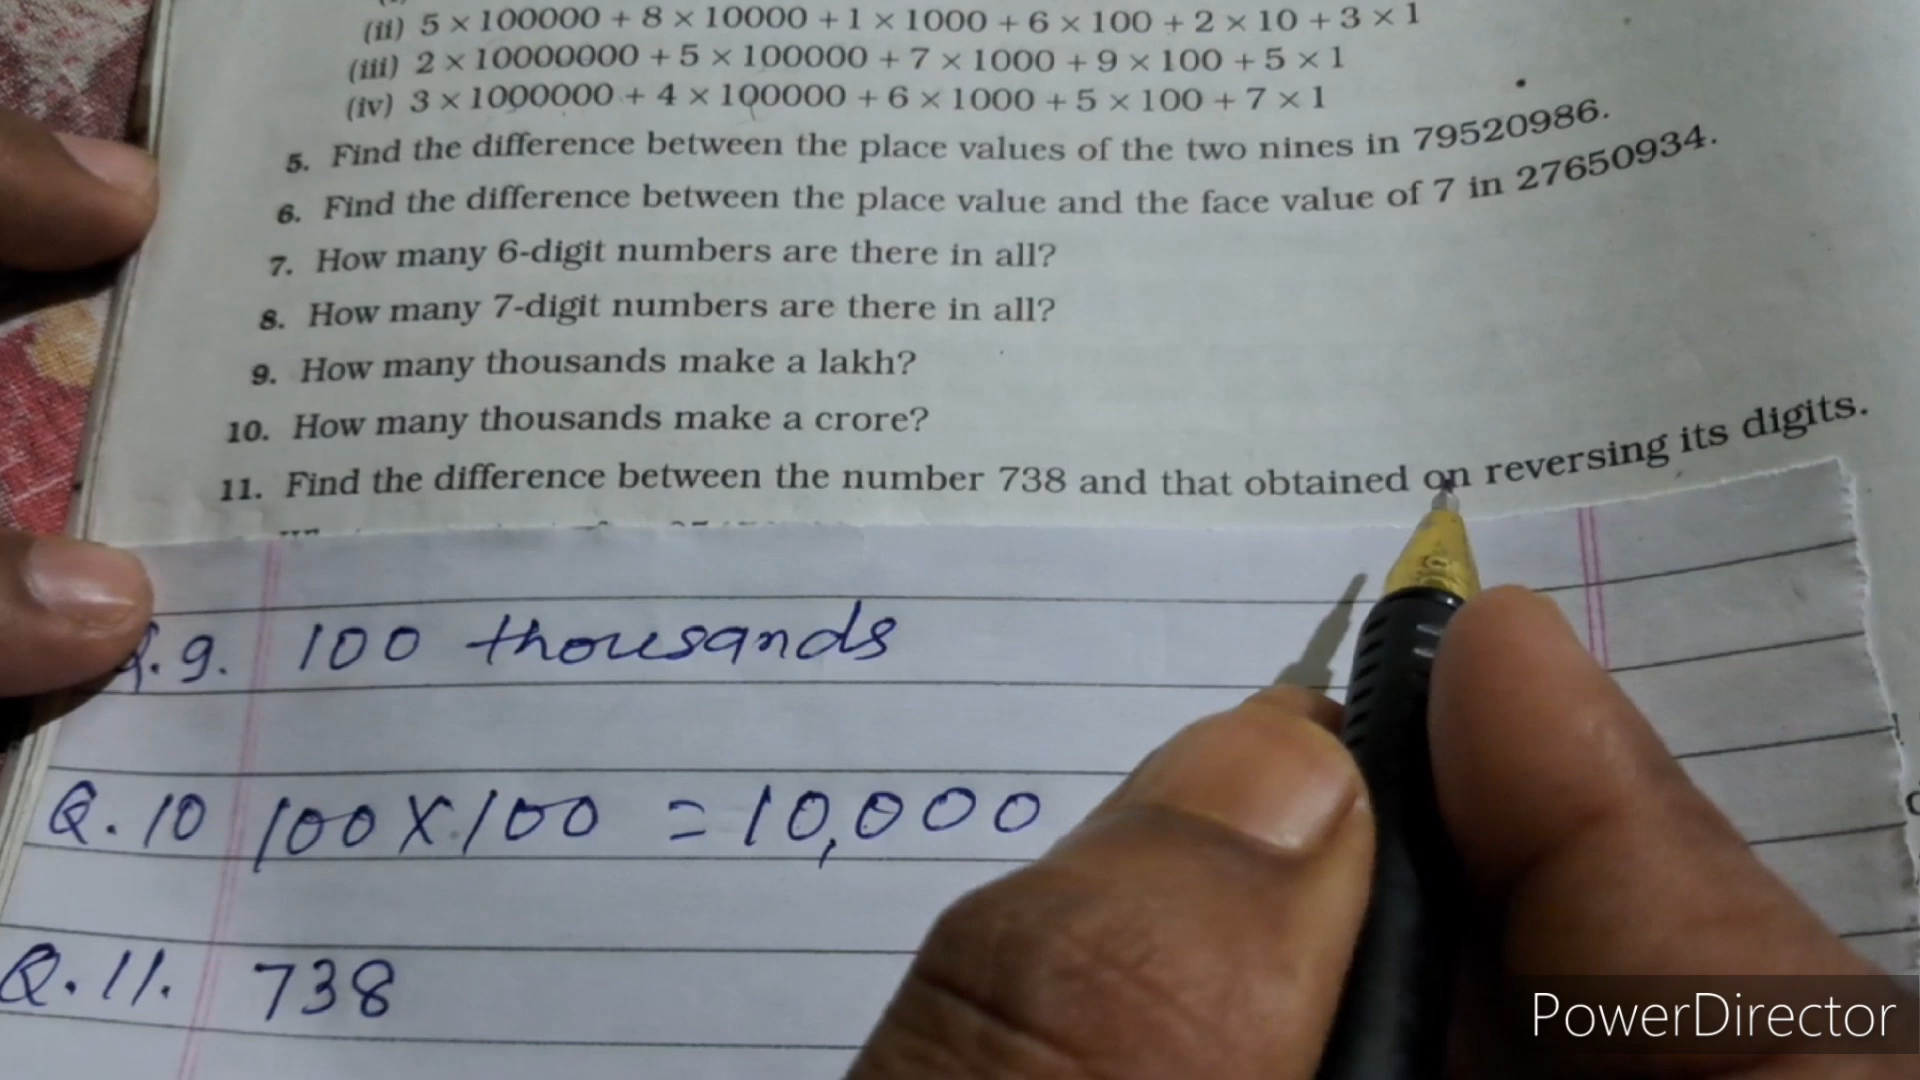 (ii) 5 × 100000 + 8 × 10000 + 1 × 1000 + 6 × 100 + 2 × 10 + 3 × 1
(iii) 2 × 10000000 + 5 × 100000 + 7 × 1000 + 9 × 100 + 5 × 1
(iv) 3 × 1000000 + 4 × 100000 + 6 × 1000 + 5 × 100 + 7 × 1
5. Find the difference between the place values of the two nines in 79520986.
6. Find the difference between the place value and the face value of 7 in 27650934.
7. How many 6-digit numbers are there in all?
8. How many 7-digit numbers are there in all?
9. How many thousands make a lakh?
10. How many thousands make a crore?
11. Find the difference between the number 738 and that obtained on reversing its digits.
Q.9. 100 thousands
Q.10 100 X 100 = 10,000
Q.11. 738
PowerDirector